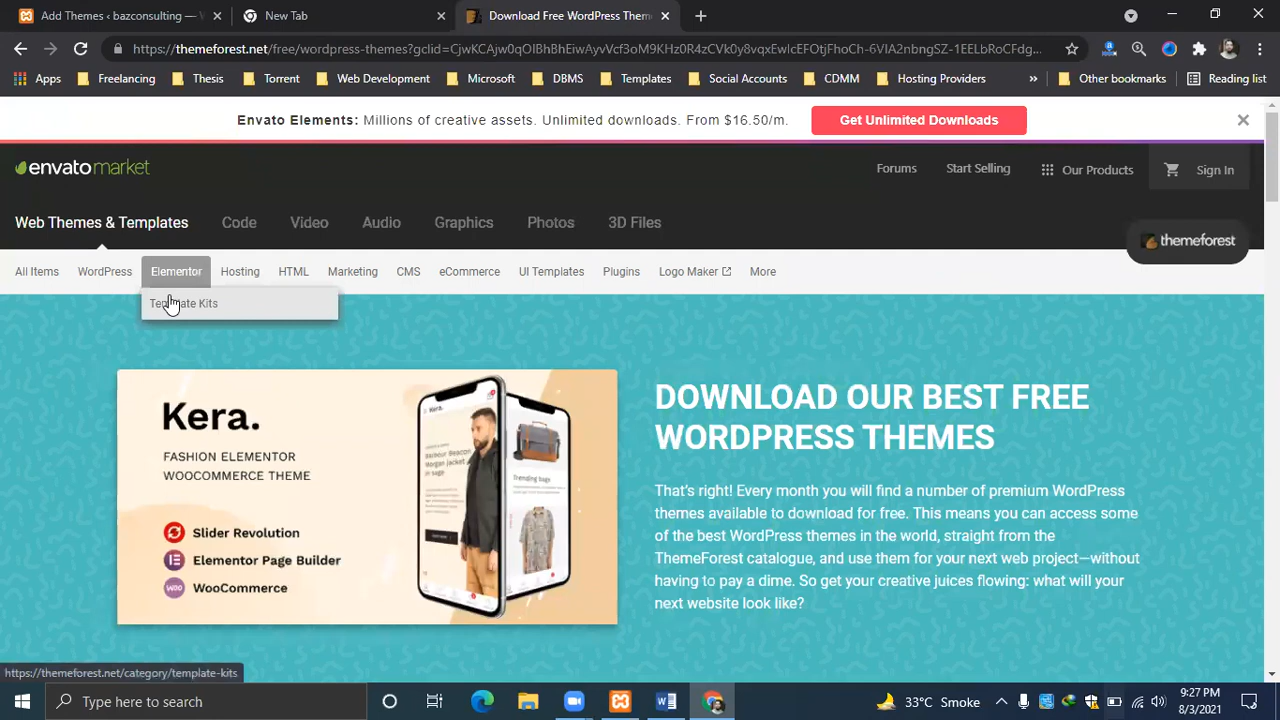 Add Themes ‹ bazconsulting —
New Tab
Download Free WordPress Them
https://themeforest.net/free/wordpress-themes?gclid=
Apps
Freelancing
Thesis
Torrent
Web Development
Microsoft
DBMS
Templates
Social Accounts
CDMM
Hosting Providers
»
Other bookmarks
Reading list
Envato Elements: Millions of creative assets. Unlimited downloads. From $16.50/m.
Get Unlimited Downloads
envatomarket
Forums
Start Selling
Our Products
Sign In
Web Themes & Templates
Code
Video
Audio
Graphics
Photos
3D Files
themeforest
All Items
WordPress
Elementor
Hosting
HTML
Marketing
CMS
eCommerce
UI Templates
Plugins
Logo Maker
More
Template Kits
Kera.
FASHION ELEMENTOR
WOOCOMMERCE THEME
Slider Revolution
Elementor Page Builder
WooCommerce
Kera.
Barbour Beacon
Morgan jacket
in sage
Trending bags
DOWNLOAD OUR BEST FREE
WORDPRESS THEMES
That's right! Every month you will find a number of premium WordPress
themes available to download for free. This means you can access some
of the best WordPress themes in the world, straight from the
ThemeForest catalogue, and use them for your next web project—without
having to pay a dime. So get your creative juices flowing: what will your
next website look like?
https://themeforest.net/category/template-kits
Type here to search
33°C Smoke
9:27 PM
8/3/2021